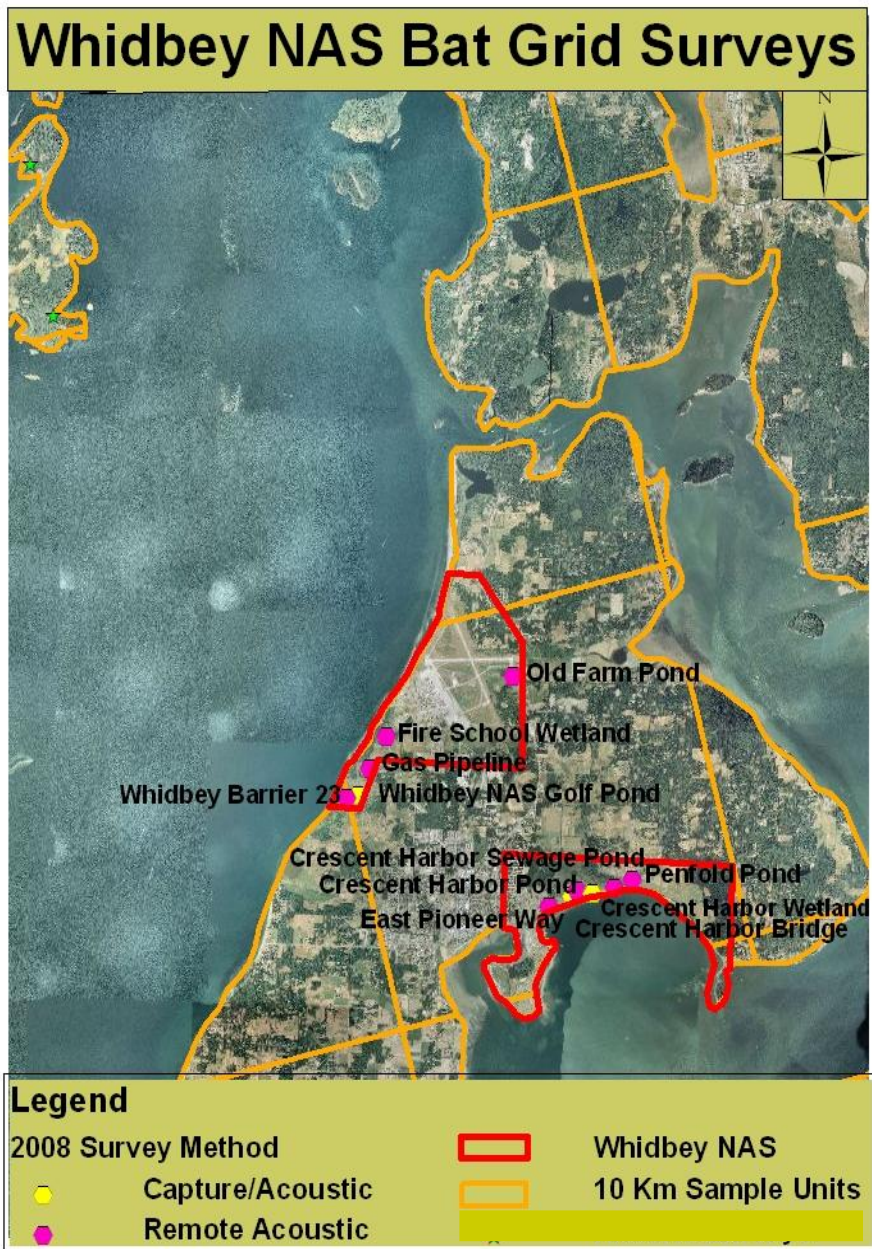 Whidbey NAS Bat Grid Surveys
N
Old Farm Pond
Fire School Wetland
Gas Pipeline
Whidbey Barrier 23
Whidbey NAS Golf Pond
Crescent Harbor Sewage Pond
Penfold Pond
Crescent Harbor Pond
Crescent Harbor Wetland
East Pioneer Way
Crescent Harbor Bridge
Legend
2008 Survey Method
Whidbey NAS
Capture/Acoustic
10 Km Sample Units
Remote Acoustic